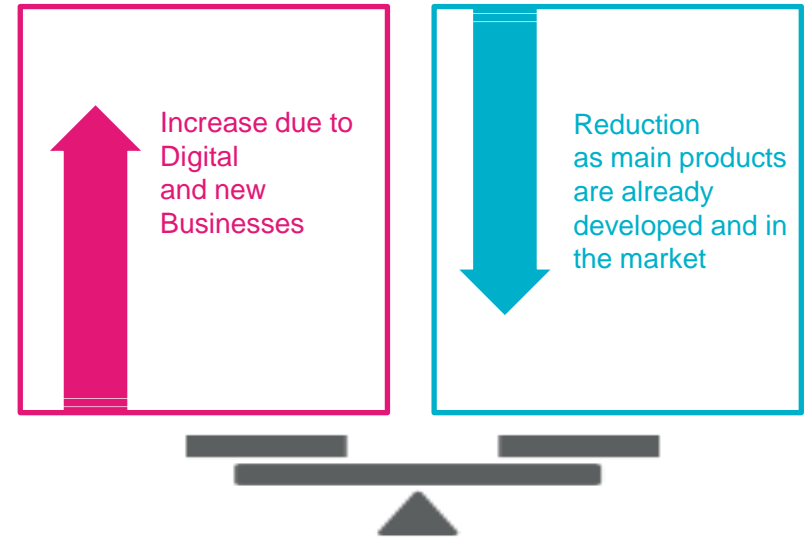 Increase due to
Digital
and new
Businesses
Reduction
as main products
are already
developed and in
the market